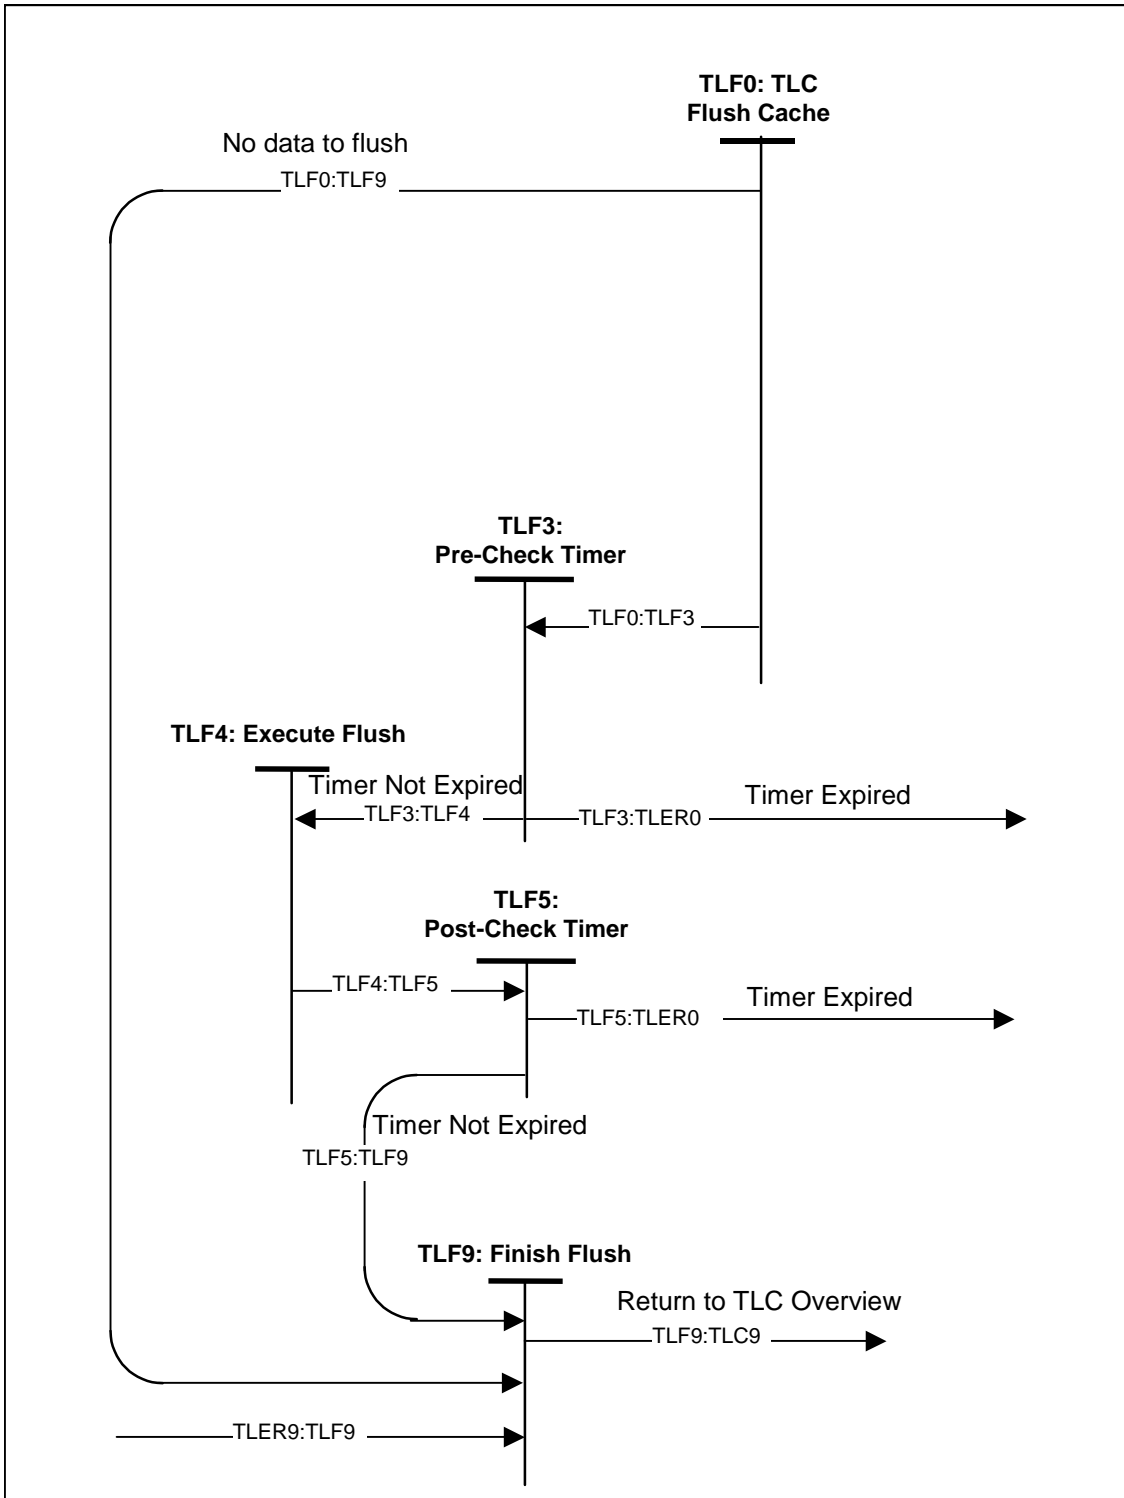 TLF0: TLC
Flush Cache
No data to flush
TLF0:TLF9
TLF3:
Pre-Check Timer
TLF0:TLF3
TLF4: Execute Flush
Timer Not Expired
TLF3:TLF4
TLF3:TLER0
Timer Expired
TLF5:
Post-Check Timer
TLF4:TLF5
TLF5:TLER0
Timer Expired
Timer Not Expired
TLF5:TLF9
TLF9: Finish Flush
Return to TLC Overview
TLF9:TLC9
TLER9:TLF9